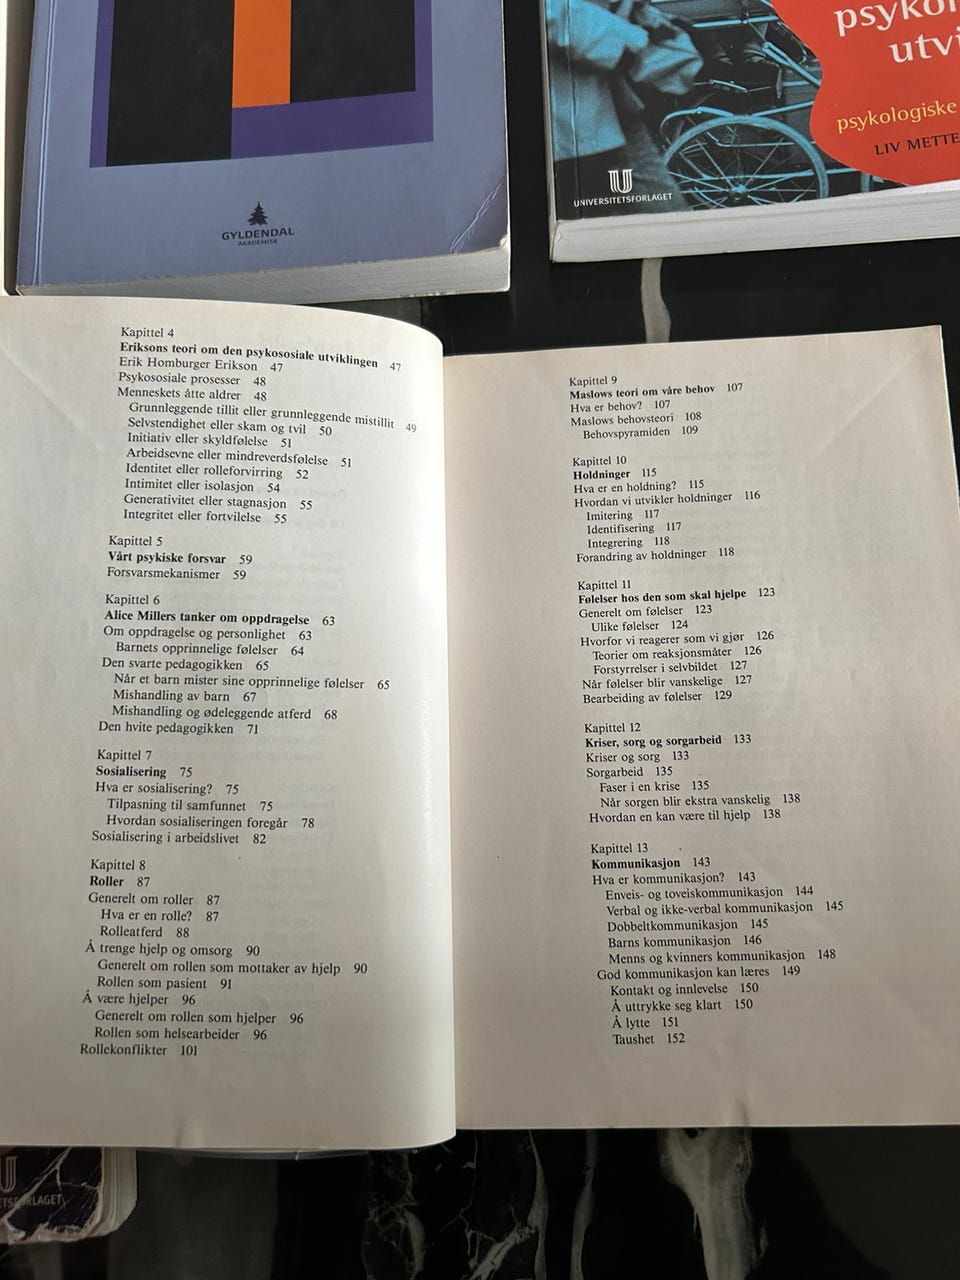 GYLDENDAL
AKADEMISK
psykologiske
LIV METTE
UNIVERSITETSFORLAGET
Kapittel 4
Eriksons teori om den psykososiale utviklingen 47
Erik Homburger Erikson 47
Psykososiale prosesser 48
Menneskets åtte aldrer 48
Grunnleggende tillit eller grunnleggende mistillit 49
Selvstendighet eller skam og tvil 50
Initiativ eller skyldfølelse 51
Arbeidsevne eller mindreverdsfølelse 51
Identitet eller rolleforvirring 52
Intimitet eller isolasjon 54
Generativitet eller stagnasjon 55
Integritet eller fortvilelse 55
Kapittel 5
Vårt psykiske forsvar 59
Forsvarsmekanismer 59
Kapittel 6
Alice Millers tanker om oppdragelse 63
Om oppdragelse og personlighet 63
Barnets opprinnelige følelser 64
Den svarte pedagogikken 65
Når et barn mister sine opprinnelige følelser 65
Mishandling av barn 67
Mishandling og ødeleggende atferd 68
Den hvite pedagogikken 71
Kapittel 7
Sosialisering 75
Hva er sosialisering? 75
Tilpasning til samfunnet 75
Hvordan sosialiseringen foregår 78
Sosialisering i arbeidslivet 82
Kapittel 8
Roller 87
Generelt om roller 87
Hva er en rolle? 87
Rolleatferd 88
Å trenge hjelp og omsorg 90
Generelt om rollen som mottaker av hjelp 90
Rollen som pasient 91
Å være hjelper 96
Generelt om rollen som hjelper 96
Rollen som helsearbeider 96
Rollekonflikter 101
Kapittel 9
Maslows teori om våre behov 107
Hva er behov? 107
Maslows behovsteori 108
Behovspyramiden 109
Kapittel 10
Holdninger 115
Hva er en holdning? 115
Hvordan vi utvikler holdninger 116
Imitering 117
Identifisering 117
Integrering 118
Forandring av holdninger 118
Kapittel 11
Følelser hos den som skal hjelpe 123
Generelt om følelser 123
Ulike følelser 124
Hvorfor vi reagerer som vi gjør 126
Teorier om reaksjonsmåter 126
Forstyrrelser i selvbildet 127
Når følelser blir vanskelige 127
Bearbeiding av følelser 129
Kapittel 12
Kriser, sorg og sorgarbeid 133
Kriser og sorg 133
Sorgarbeid 135
Faser i en krise 135
Når sorgen blir ekstra vanskelig 138
Hvordan en kan være til hjelp 138
Kapittel 13
Kommunikasjon 143
Hva er kommunikasjon? 143
Enveis- og toveiskommunikasjon 144
Verbal og ikke-verbal kommunikasjon 145
Dobbeltkommunikasjon 145
Barns kommunikasjon 146
Menns og kvinners kommunikasjon 148
God kommunikasjon kan læres 149
Kontakt og innlevelse 150
Å uttrykke seg klart 150
Å lytte 151
Taushet 152